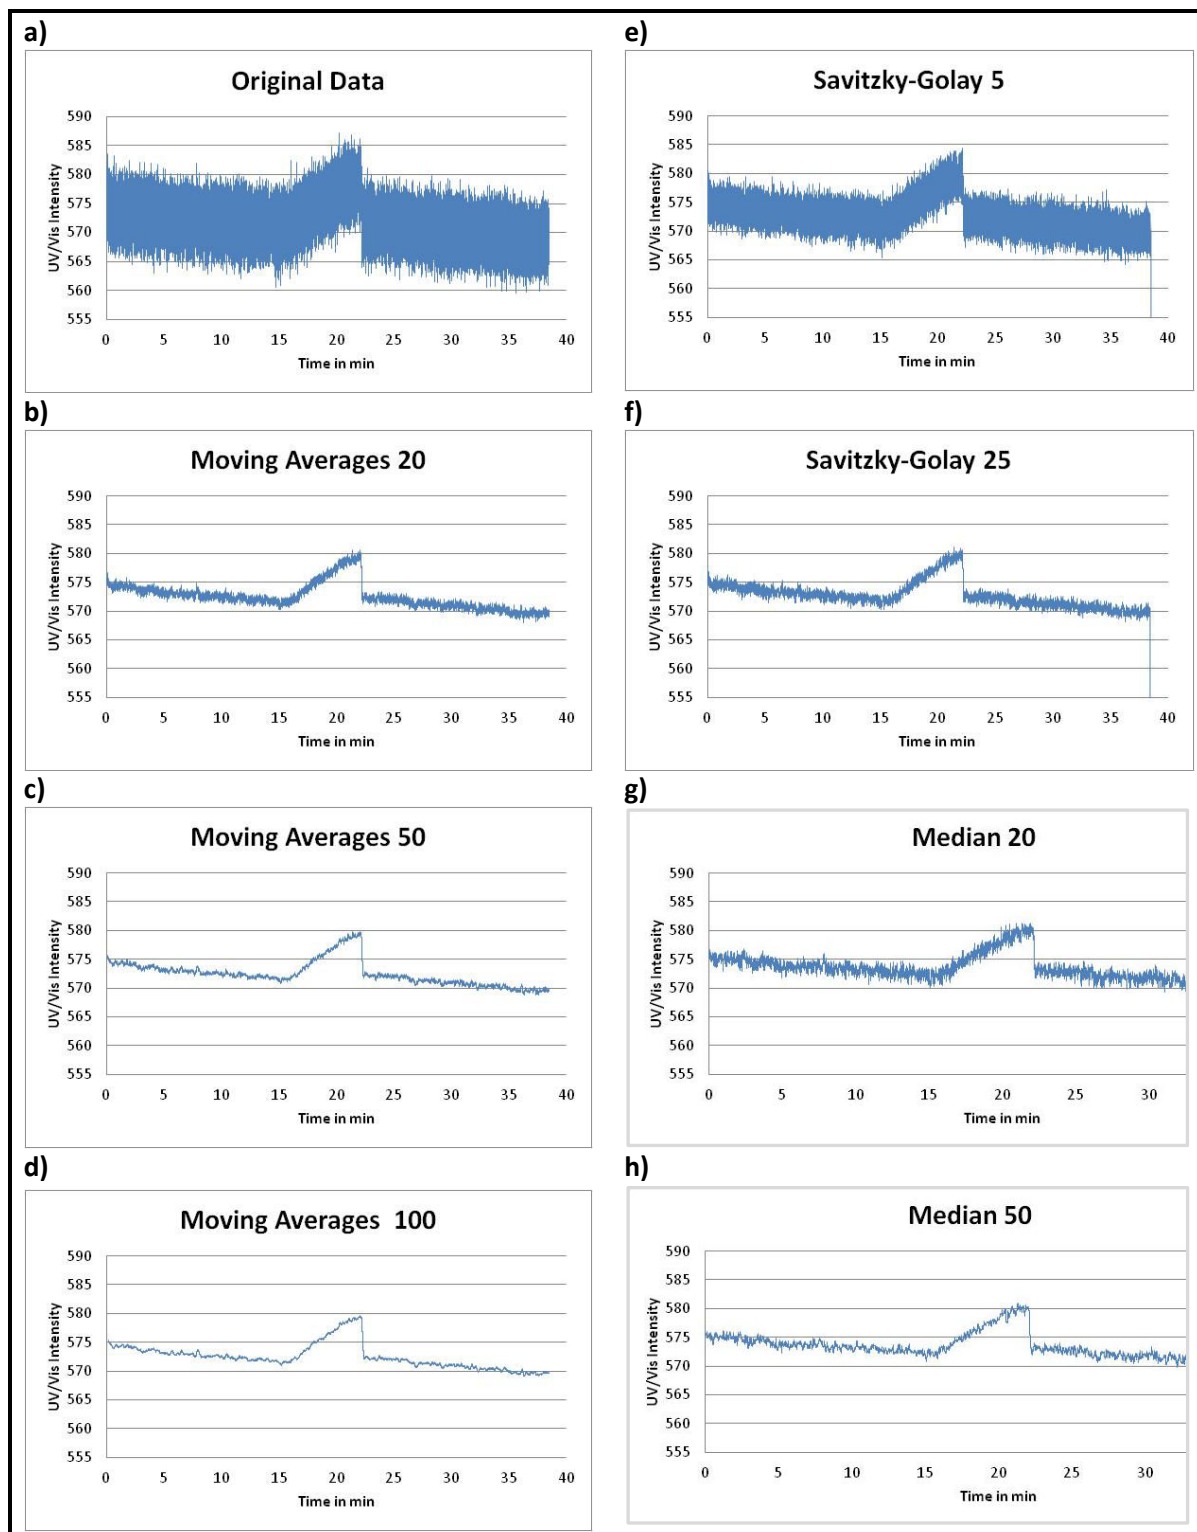 a)
Original Data
590
585
580
575
570
565
560
555
UV/Vis Intensity
0 5 10 15 20 25 30 35 40
Time in min
b)
Moving Averages 20
590
585
580
575
570
565
560
555
UV/Vis Intensity
0 5 10 15 20 25 30 35 40
Time in min
c)
Moving Averages 50
590
585
580
575
570
565
560
555
UV/Vis Intensity
0 5 10 15 20 25 30 35 40
Time in min
d)
Moving Averages 100
590
585
580
575
570
565
560
555
UV/Vis Intensity
0 5 10 15 20 25 30 35 40
Time in min
e)
Savitzky-Golay 5
590
585
580
575
570
565
560
555
UV/Vis Intensity
0 5 10 15 20 25 30 35 40
Time in min
f)
Savitzky-Golay 25
590
585
580
575
570
565
560
555
UV/Vis Intensity
0 5 10 15 20 25 30 35 40
Time in min
g)
Median 20
590
585
580
575
570
565
560
555
UV/Vis Intensity
0 5 10 15 20 25 30
Time in min
h)
Median 50
590
585
580
575
570
565
560
555
UV/Vis Intensity
0 5 10 15 20 25 30
Time in min